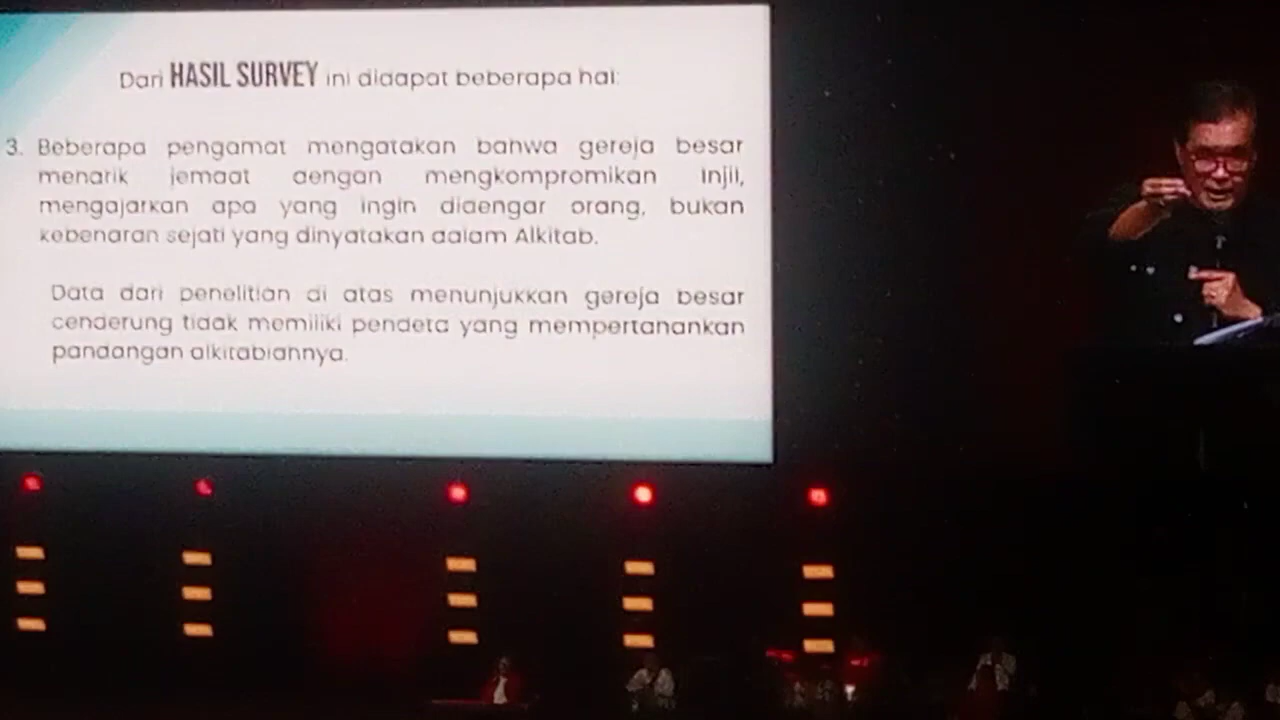 Dari HASIL SURVEY ini didapat beberapa hal:
3. Beberapa pengamat mengatakan bahwa gereja besar
menarik jemaat dengan mengkompromikan Injil,
mengajarkan apa yang ingin didengar orang, bukan
kebenaran sejati yang dinyatakan dalam Alkitab.
Data dari penelitian di atas menunjukkan gereja besar
cenderung tidak memiliki pendeta yang mempertahankan
pandangan alkitabiahnya.